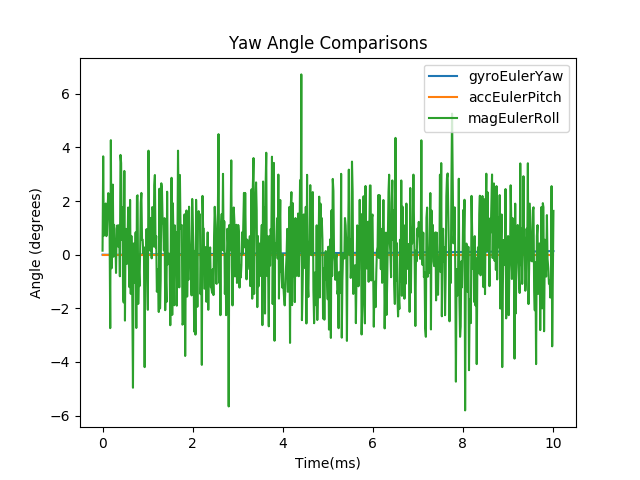 Yaw Angle Comparisons
gyroEulerYaw
accEulerPitch
magEulerRoll
6
4
2
0
−2
−4
−6
Angle (degrees)
0 2 4 6 8 10
Time(ms)